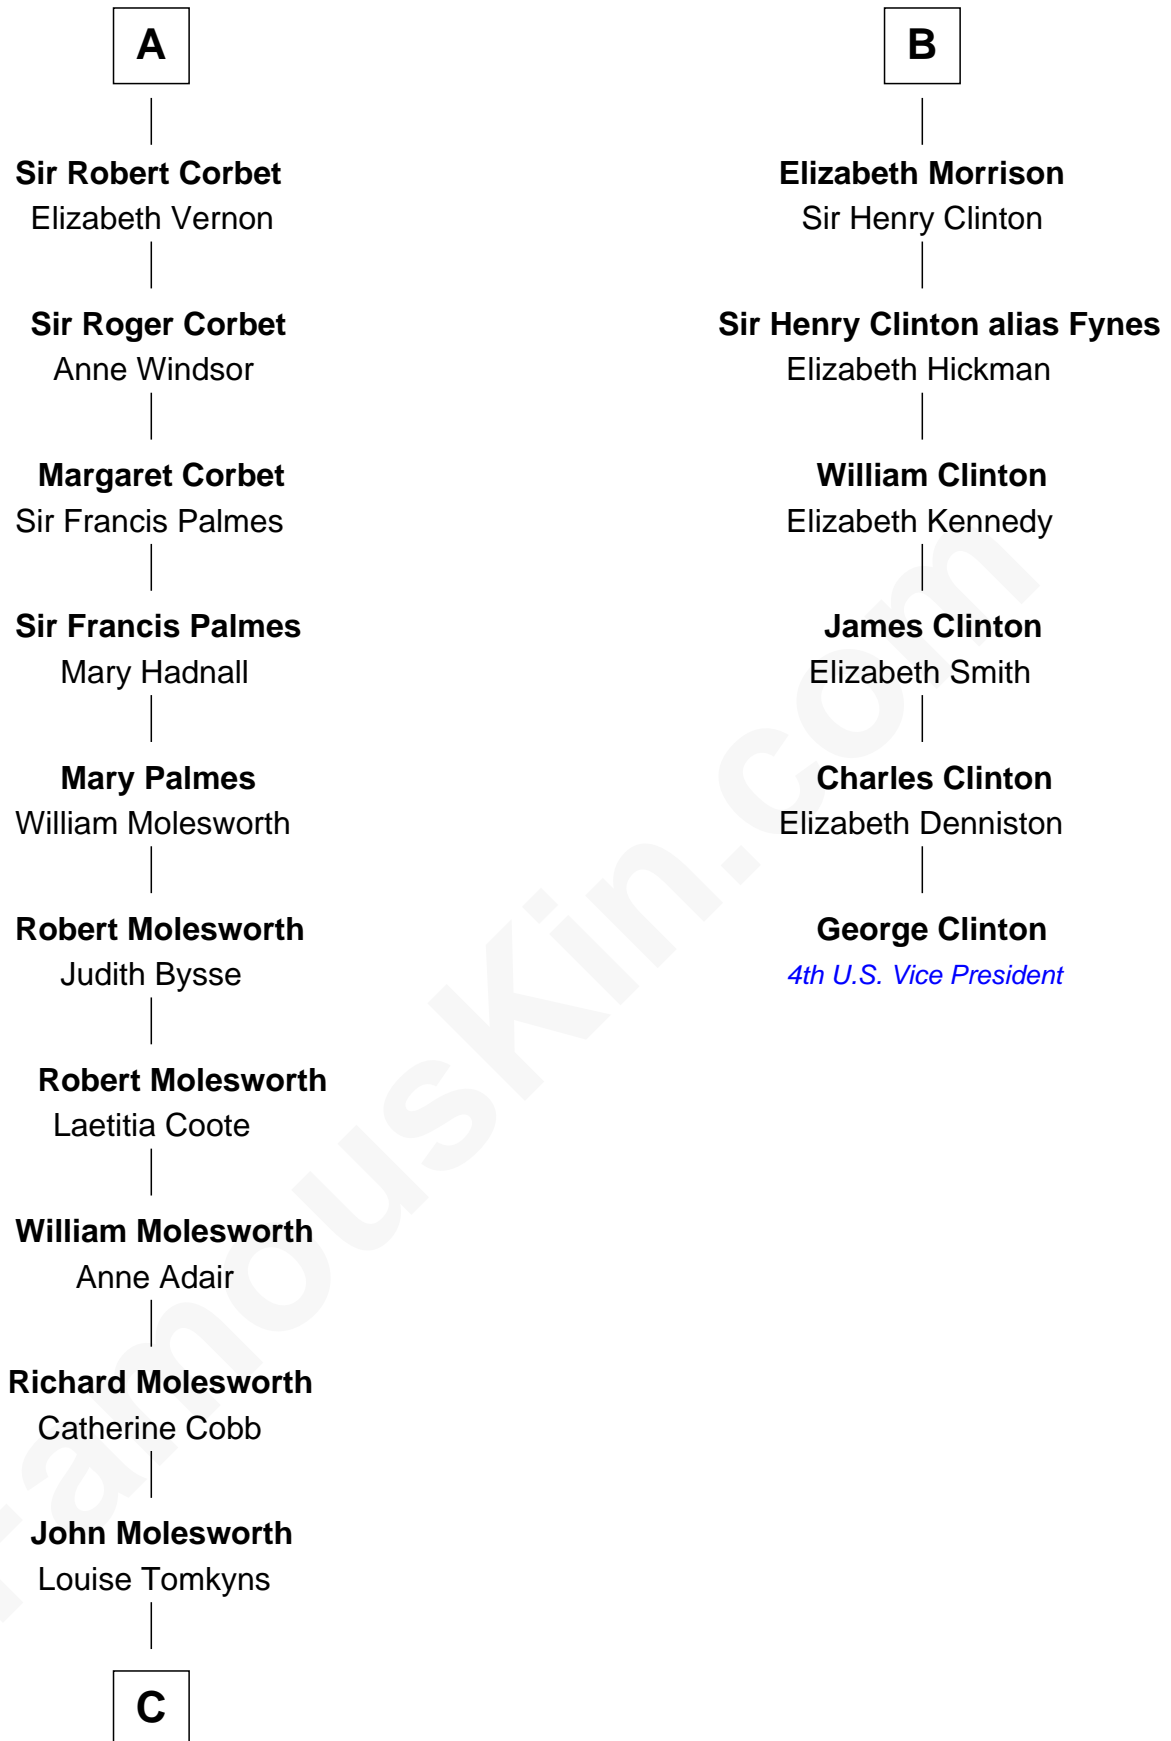 A
Sir Robert Corbet
Elizabeth Vernon
Sir Roger Corbet
Anne Windsor
Margaret Corbet
Sir Francis Palmes
Sir Francis Palmes
Mary Hadnall
Mary Palmes
William Molesworth
Robert Molesworth
Judith Bysse
Robert Molesworth
Laetitia Coote
William Molesworth
Anne Adair
Richard Molesworth
Catherine Cobb
John Molesworth
Louise Tomkyns
C
B
Elizabeth Morrison
Sir Henry Clinton
Sir Henry Clinton alias Fynes
Elizabeth Hickman
William Clinton
Elizabeth Kennedy
James Clinton
Elizabeth Smith
Charles Clinton
Elizabeth Denniston
George Clinton
4th U.S. Vice President
FamousKin.com